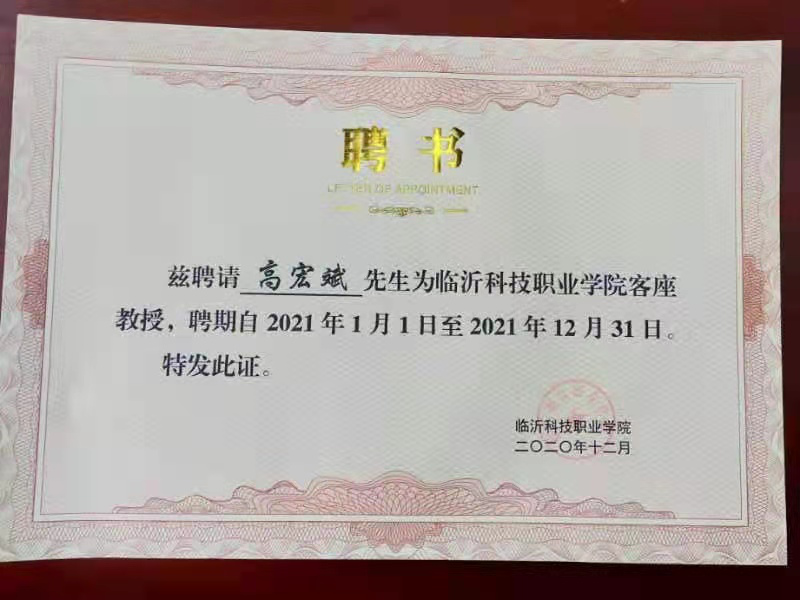 聘书
LETTER OF APPOINTMENT
兹聘请 高宏斌 先生为临沂科技职业学院客座
教授，聘期自 2021 年 1 月 1 日至 2021 年 12 月 31 日。
特发此证。
临沂科技职业学院
二〇二〇年十二月